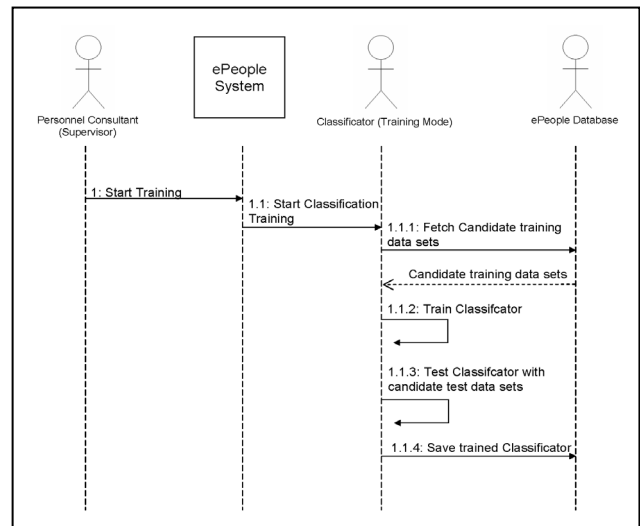 ePeople
System
Personnel Consultant
(Supervisor)
Classificator (Training Mode)
ePeople Database
1: Start Training
1.1: Start Classification
Training
1.1.1: Fetch Candidate training
data sets
Candidate training data sets
1.1.2: Train Classifcator
1.1.3: Test Classifcator with
candidate test data sets
1.1.4: Save trained Classificator